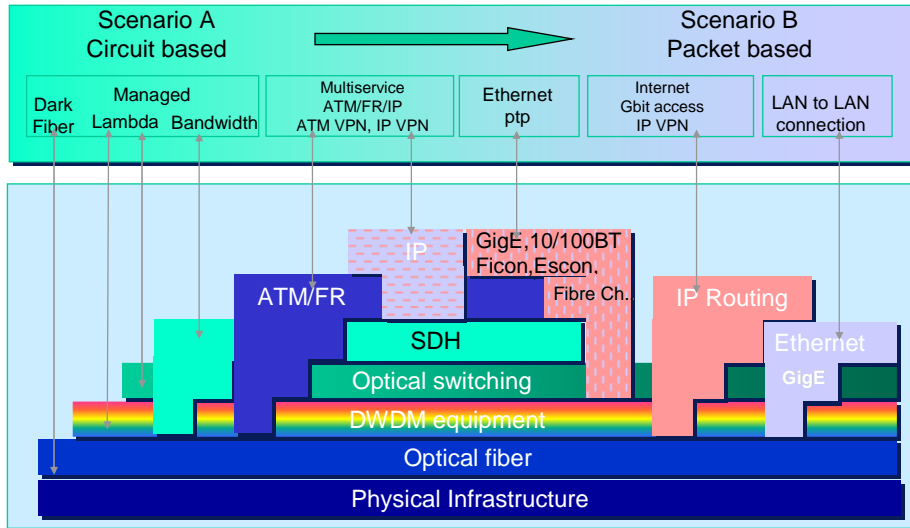 Scenario A
Circuit based
Scenario B
Packet based
Dark
Fiber
Managed
Lambda
Bandwidth
Multiservice
ATM/FR/IP
ATM VPN, IP VPN
Ethernet
ptp
Internet
Gbit access
IP VPN
LAN to LAN
connection
IP
GigE,10/100BT
Ficon,Escon,
Fibre Ch..
ATM/FR
IP Routing
SDH
Ethernet
GigE
Optical switching
DWDM equipment
Optical fiber
Physical Infrastructure